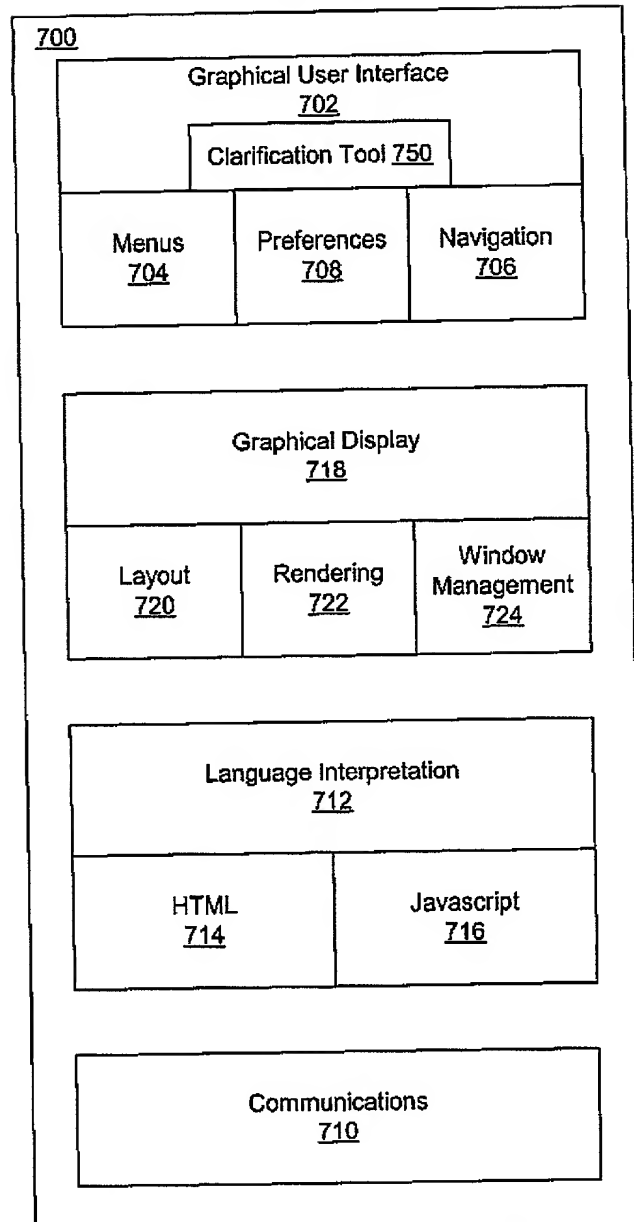 700
Graphical User Interface
702
Clarification Tool 750
Menus
704
Preferences
708
Navigation
706
Graphical Display
718
Layout
720
Rendering
722
Window
Management
724
Language Interpretation
712
HTML
714
Javascript
716
Communications
710